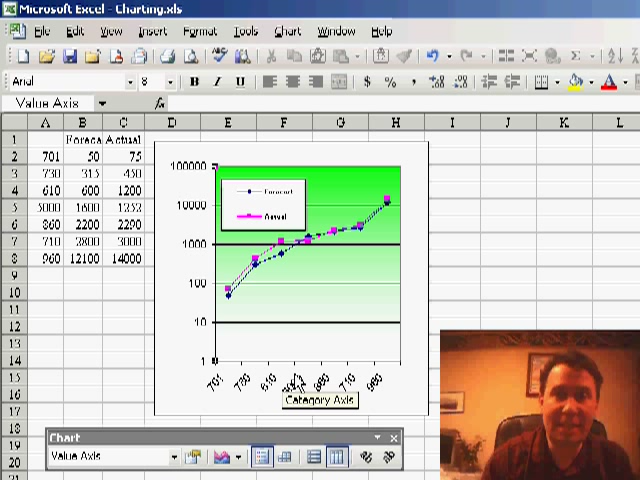 Microsoft Excel - Charting.xls
File Edit View Insert Format Tools Chart Window Help
Arial 8 B I U $ % ,
Value Axis fx
A B C D E F G H I J K L
1 Foreca Actual
2 701 50 75
3 730 315 450
4 610 600 1200
5 5000 1600 1252
6 860 2200 2290
7 710 2800 3000
8 960 12100 14000
9
10
11
12
13
14
15
16
17
18
19
20
100000
10000
1000
100
10
1
Forecast
Actual
701 730 610 860 710 960
Category Axis
Chart
Value Axis